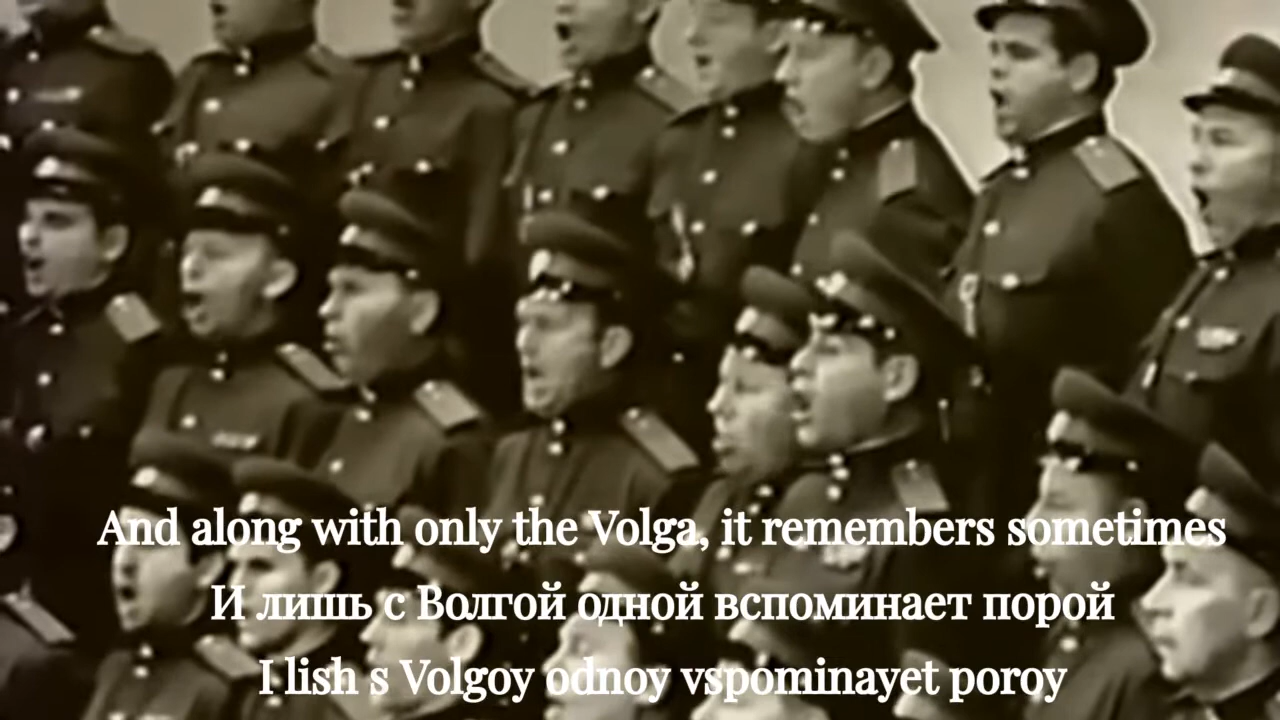 And along with only the Volga, it remembers sometimes
И лишь с Волгой одной вспоминает порой
I lish s Volgoy odnoy vspominayet poroy